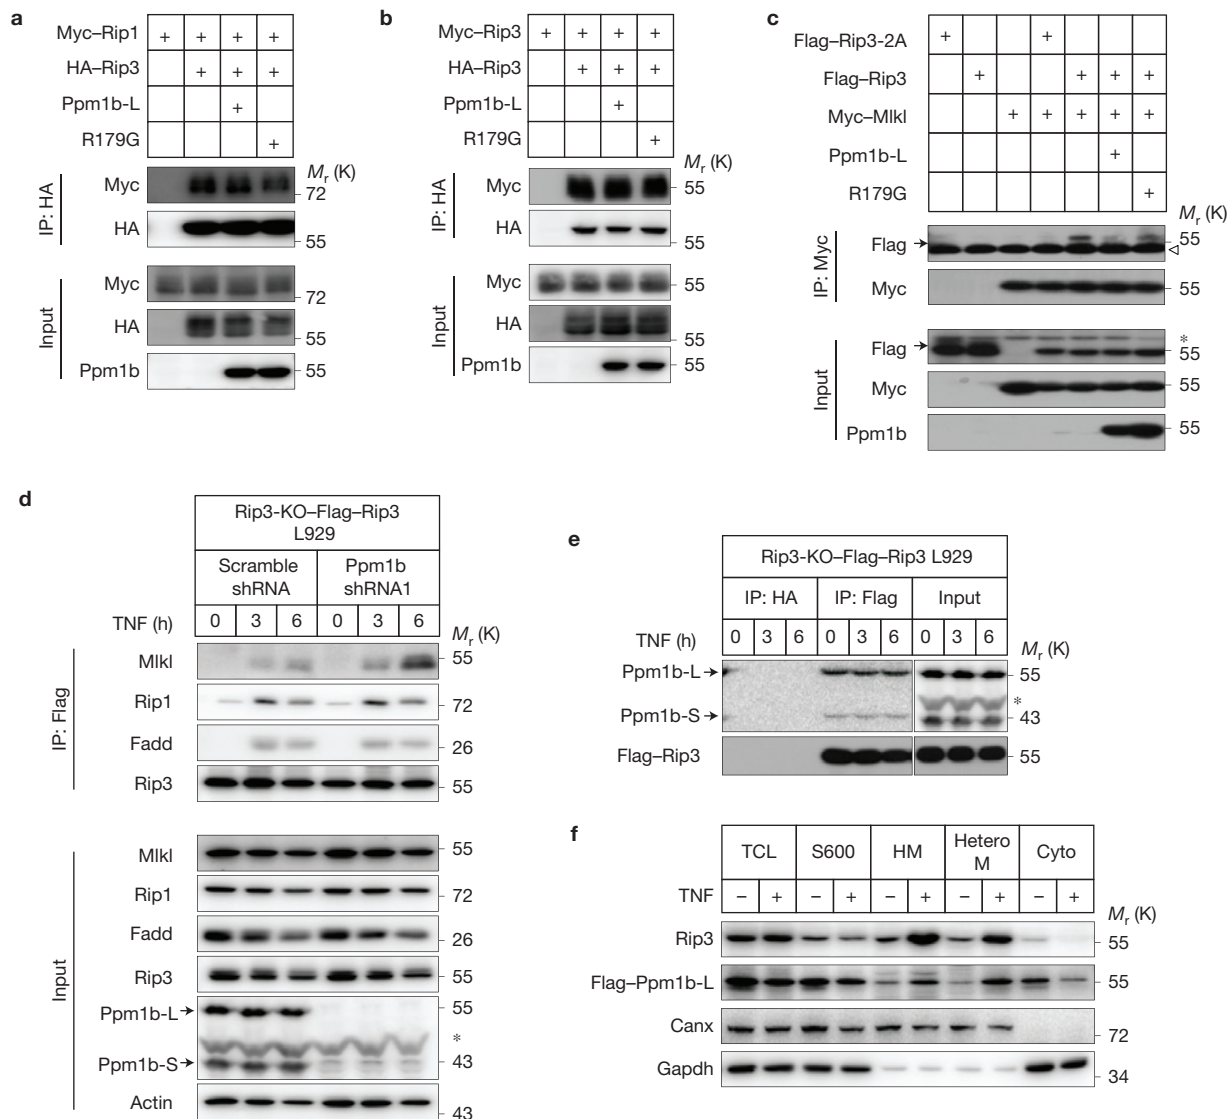 a
Myc–Rip1 + + + +
HA–Rip3 + + +
Ppm1b-L +
R179G +
Mr (K)
IP: HA
Myc 72
HA 55
Input
Myc 72
HA 55
Ppm1b 55
b
Myc–Rip3 + + + +
HA–Rip3 + + +
Ppm1b-L +
R179G +
Mr (K)
IP: HA
Myc 55
HA 55
Input
Myc 55
HA 55
Ppm1b 55
c
Flag–Rip3-2A + +
Flag–Rip3 + + + +
Myc–Mlkl + + + + +
Ppm1b-L +
R179G +
Mr (K)
IP: Myc
Flag 55
Myc 55
Input
Flag * 55
Myc 55
Ppm1b 55
d
Rip3-KO–Flag–Rip3
L929
Scramble shRNA
Ppm1b shRNA1
TNF (h) 0 3 6 0 3 6
Mr (K)
IP: Flag
Mlkl 55
Rip1 72
Fadd 26
Rip3 55
Input
Mlkl 55
Rip1 72
Fadd 26
Rip3 55
Ppm1b-L 55
*
Ppm1b-S 43
Actin 43
e
Rip3-KO–Flag–Rip3 L929
IP: HA IP: Flag Input
TNF (h) 0 3 6 0 3 6 0 3 6
Mr (K)
Ppm1b-L 55
*
Ppm1b-S 43
Flag–Rip3 55
f
TCL S600 HM Hetero M Cyto
TNF − + − + − + − + − +
Mr (K)
Rip3 55
Flag–Ppm1b-L 55
Canx 72
Gapdh 34